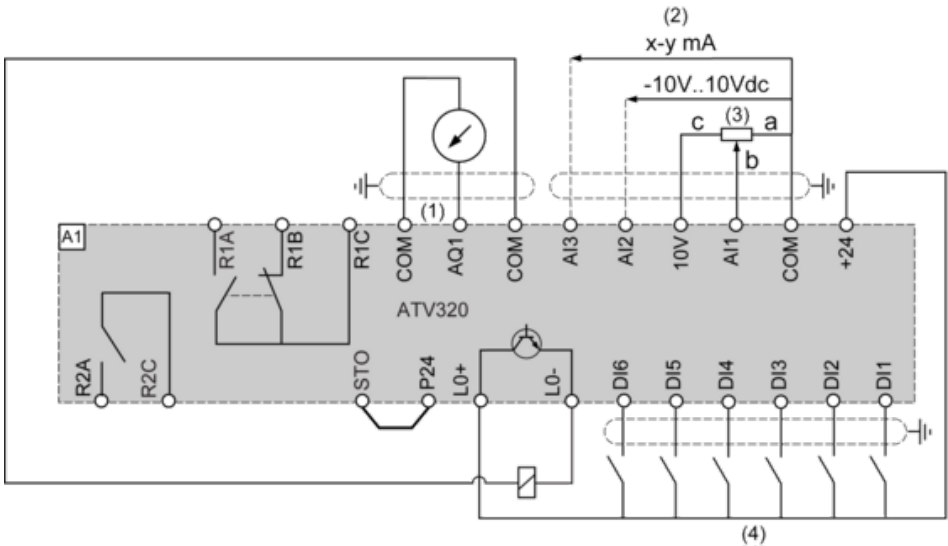 (2)
x-y mA
-10V..10Vdc
c
(3)
a
b
(1)
A1
R1A
R1B
R1C
COM
AQ1
COM
AI3
AI2
10V
AI1
COM
+24
ATV320
R2A
R2C
STO
P24
L0+
L0-
DI6
DI5
DI4
DI3
DI2
DI1
(4)